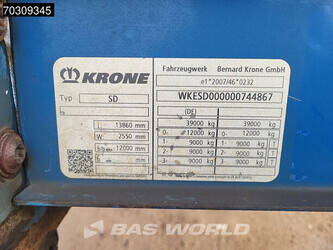 70309345
KRONE
Fahrzeugwerk Bernard Krone GmbH
e1*2007/46*0232
Typ SD
WKESD000000744867
(DE)
L 13860 mm
39000 kg 39000 kg
W 2550 mm
0- 12000 kg 0- 12000 kg
12000 mm
1- 9000 kg 1- 9000 kg
2- 9000 kg 2- 9000 kg
3- 9000 kg 3- 9000 kg
T
BAS WORLD